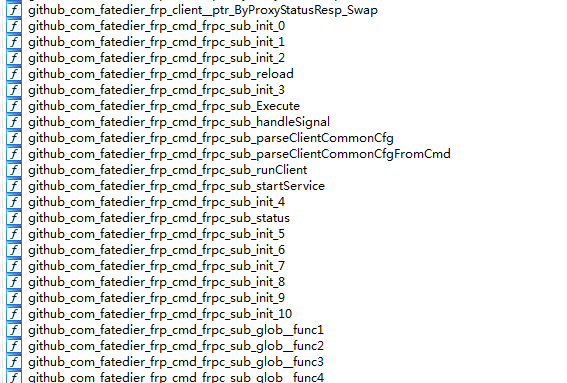 f github_com_fatedier_frp_client__ptr_ByProxyStatusResp_Swap
f github_com_fatedier_frp_cmd_frpc_sub_init_0
f github_com_fatedier_frp_cmd_frpc_sub_init_1
f github_com_fatedier_frp_cmd_frpc_sub_init_2
f github_com_fatedier_frp_cmd_frpc_sub_reload
f github_com_fatedier_frp_cmd_frpc_sub_init_3
f github_com_fatedier_frp_cmd_frpc_sub_Execute
f github_com_fatedier_frp_cmd_frpc_sub_handleSignal
f github_com_fatedier_frp_cmd_frpc_sub_parseClientCommonCfg
f github_com_fatedier_frp_cmd_frpc_sub_parseClientCommonCfgFromCmd
f github_com_fatedier_frp_cmd_frpc_sub_runClient
f github_com_fatedier_frp_cmd_frpc_sub_startService
f github_com_fatedier_frp_cmd_frpc_sub_init_4
f github_com_fatedier_frp_cmd_frpc_sub_status
f github_com_fatedier_frp_cmd_frpc_sub_init_5
f github_com_fatedier_frp_cmd_frpc_sub_init_6
f github_com_fatedier_frp_cmd_frpc_sub_init_7
f github_com_fatedier_frp_cmd_frpc_sub_init_8
f github_com_fatedier_frp_cmd_frpc_sub_init_9
f github_com_fatedier_frp_cmd_frpc_sub_init_10
f github_com_fatedier_frp_cmd_frpc_sub_glob__func1
f github_com_fatedier_frp_cmd_frpc_sub_glob__func2
f github_com_fatedier_frp_cmd_frpc_sub_glob__func3
f github_com_fatedier_frp_cmd_frpc_sub_glob__func4